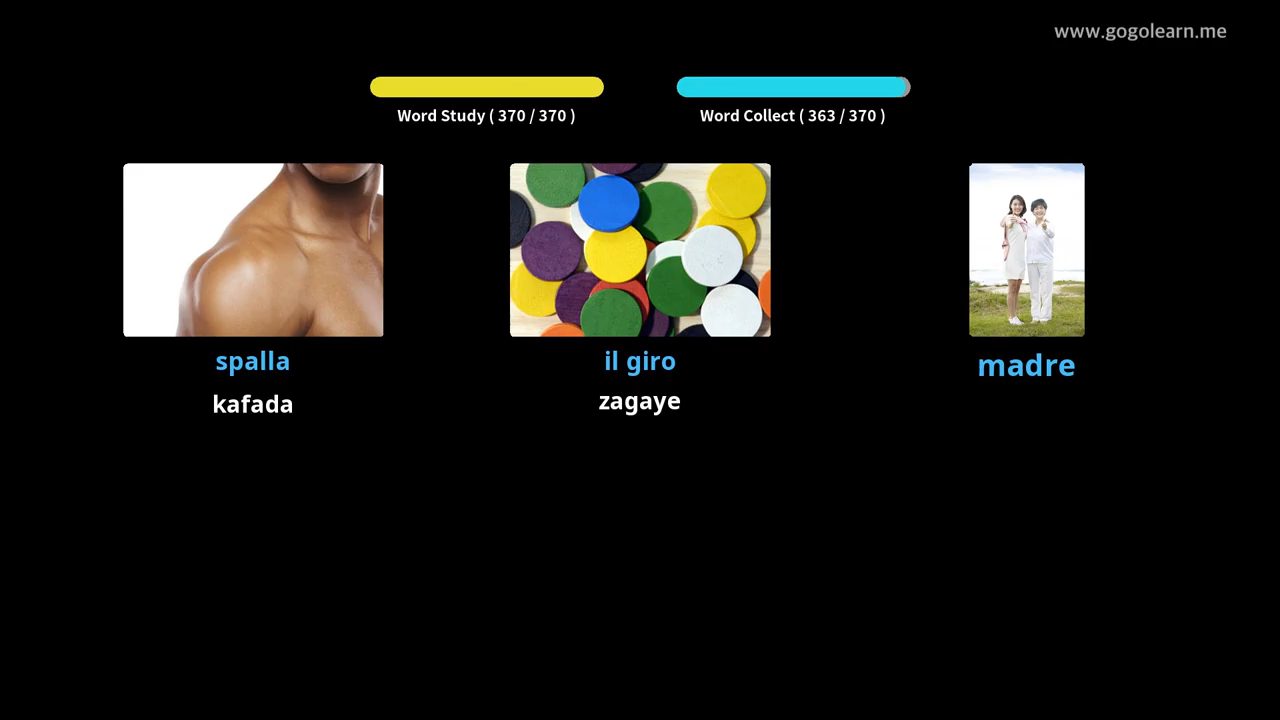 www.gogolearn.me
Word Study ( 370 / 370 )
Word Collect ( 363 / 370 )
spalla
kafada
il giro
zagaye
madre